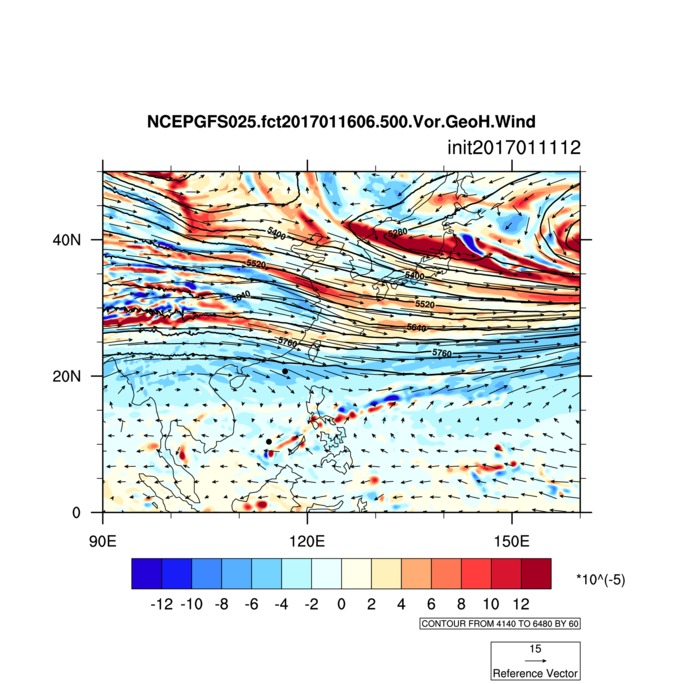 NCEPGFS025.fct2017011606.500.Vor.GeoH.Wind
init2017011112
40N
20N
0
90E 120E 150E
5400
5280
5520
5400
5640
5520
5640
5760
5760
-12 -10 -8 -6 -4 -2 0 2 4 6 8 10 12
*10^(-5)
CONTOUR FROM 4140 TO 6480 BY 60
15
Reference Vector